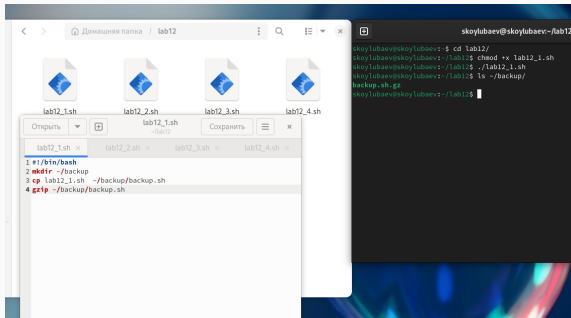 Домашняя папка / lab12
lab12_1.sh
lab12_2.sh
lab12_3.sh
lab12_4.sh
Открыть
lab12_1.sh
~/lab12
Сохранить
lab12_1.sh
lab12_2.sh
lab12_3.sh
lab12_4.sh
1 #!/bin/bash
2 mkdir ~/backup
3 cp lab12_1.sh ~/backup/backup.sh
4 gzip ~/backup/backup.sh
skoylubaev@skoylubaev:~/lab12
skoylubaev@skoylubaev:~$ cd lab12/
skoylubaev@skoylubaev:~/lab12$ chmod +x lab12_1.sh
skoylubaev@skoylubaev:~/lab12$ ./lab12_1.sh
skoylubaev@skoylubaev:~/lab12$ ls ~/backup/
backup.sh.gz
skoylubaev@skoylubaev:~/lab12$